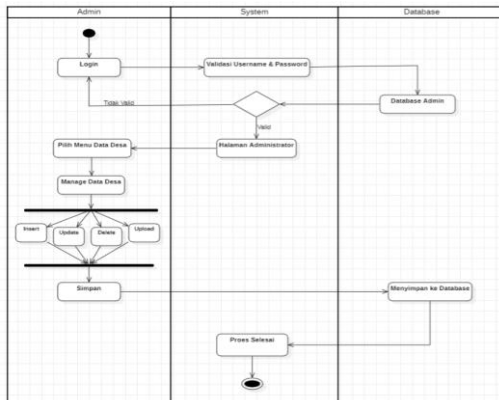 Admin
System
Database
Login
Validasi Username & Password
Database Admin
Tidak Valid
Valid
Halaman Administrator
Pilih Menu Data Desa
Manage Data Desa
Insert
Update
Delete
Upload
Simpan
Menyimpan ke Database
Proes Selesai